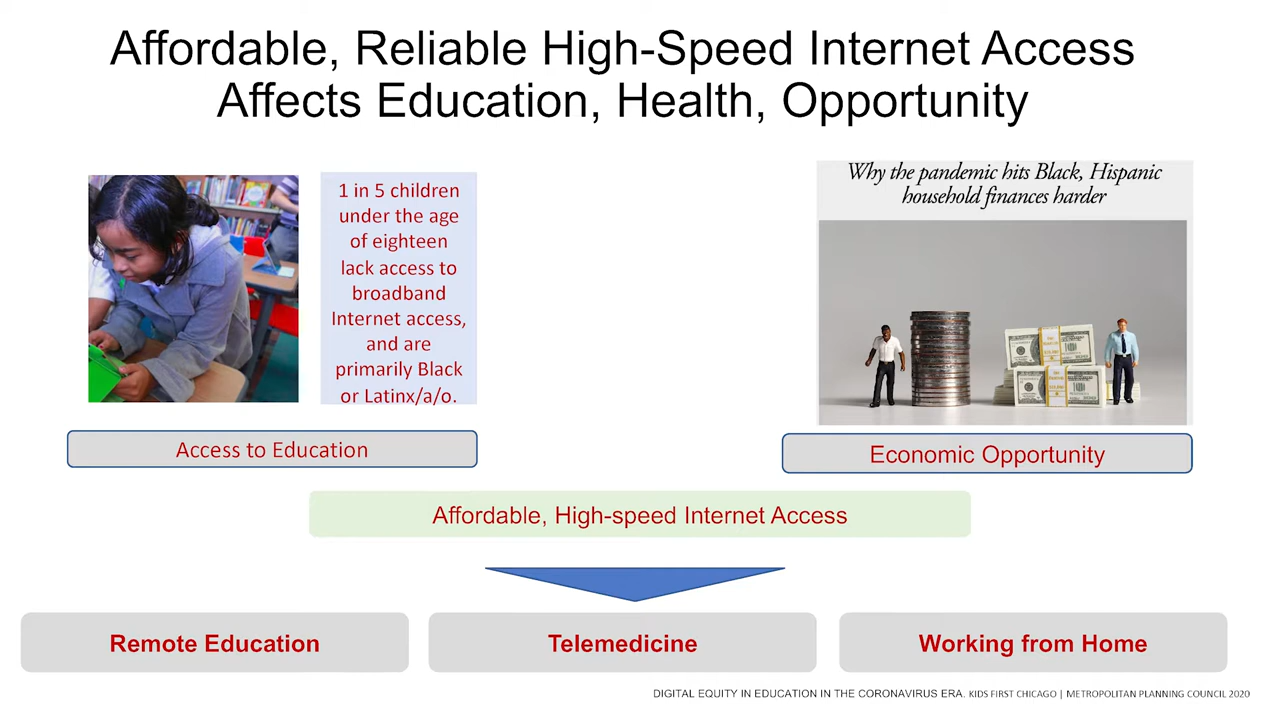 Affordable, Reliable High-Speed Internet Access
Affects Education, Health, Opportunity
1 in 5 children
under the age
of eighteen
lack access to
broadband
Internet access,
and are
primarily Black
or Latinx/a/o.
Why the pandemic hits Black, Hispanic
household finances harder
Access to Education
Economic Opportunity
Affordable, High-speed Internet Access
Remote Education
Telemedicine
Working from Home
DIGITAL EQUITY IN EDUCATION IN THE CORONAVIRUS ERA. KIDS FIRST CHICAGO | METROPOLITAN PLANNING COUNCIL 2020